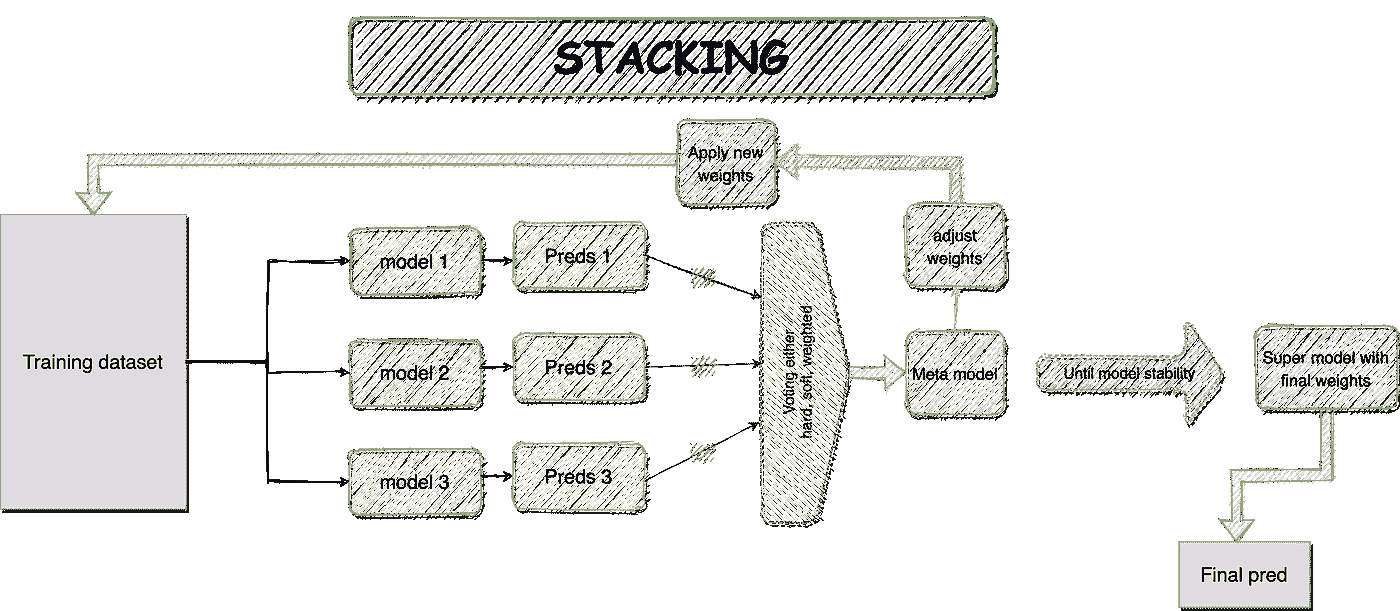 STACKING
Apply new
weights
adjust
weights
Training dataset
model 1
Preds 1
model 2
Preds 2
model 3
Preds 3
Voting either
hard, soft, weighted
Meta model
Until model stability
Super model with
final weights
Final pred